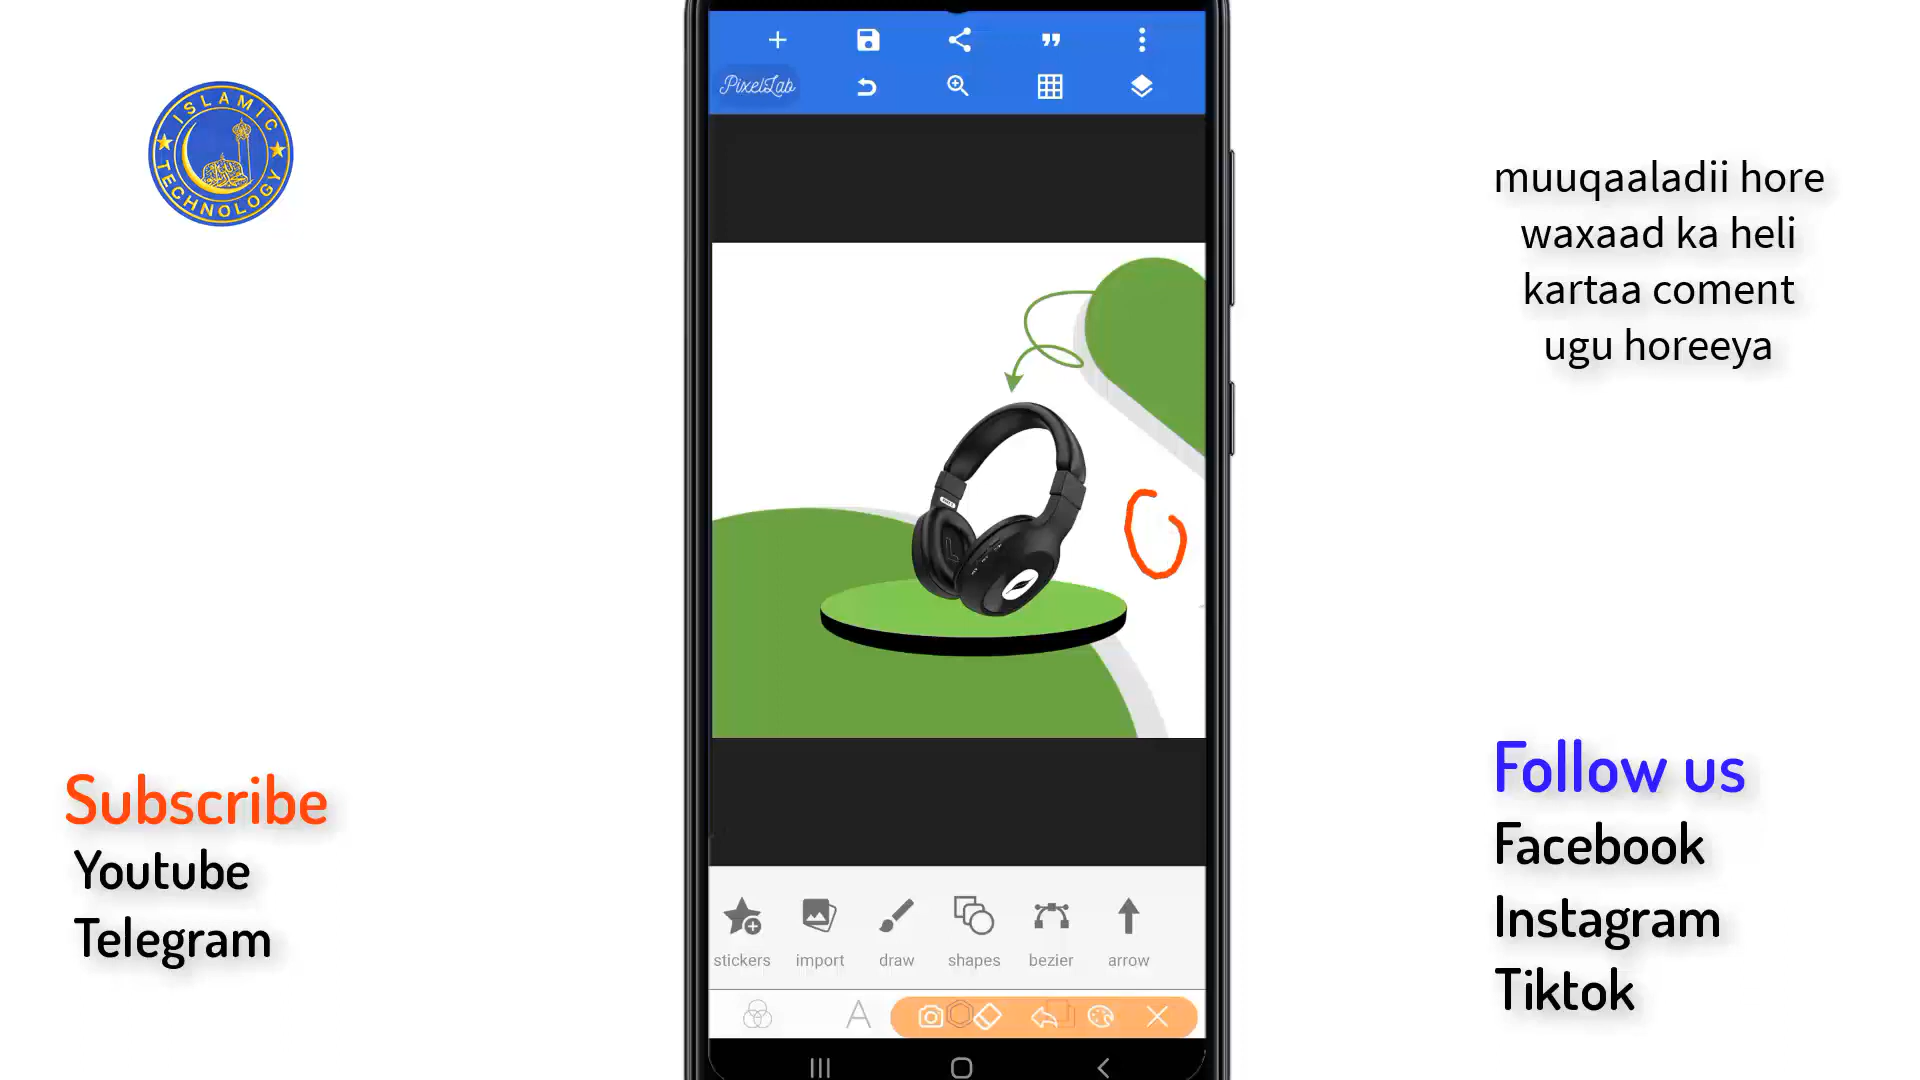 ISLAMIC
TECHNOLOGY
PixelLab
muuqaaladii hore
waxaad ka heli
kartaa coment
ugu horeeya
Subscribe
Youtube
Telegram
Follow us
Facebook
Instagram
Tiktok
stickers import draw shapes bezier arrow